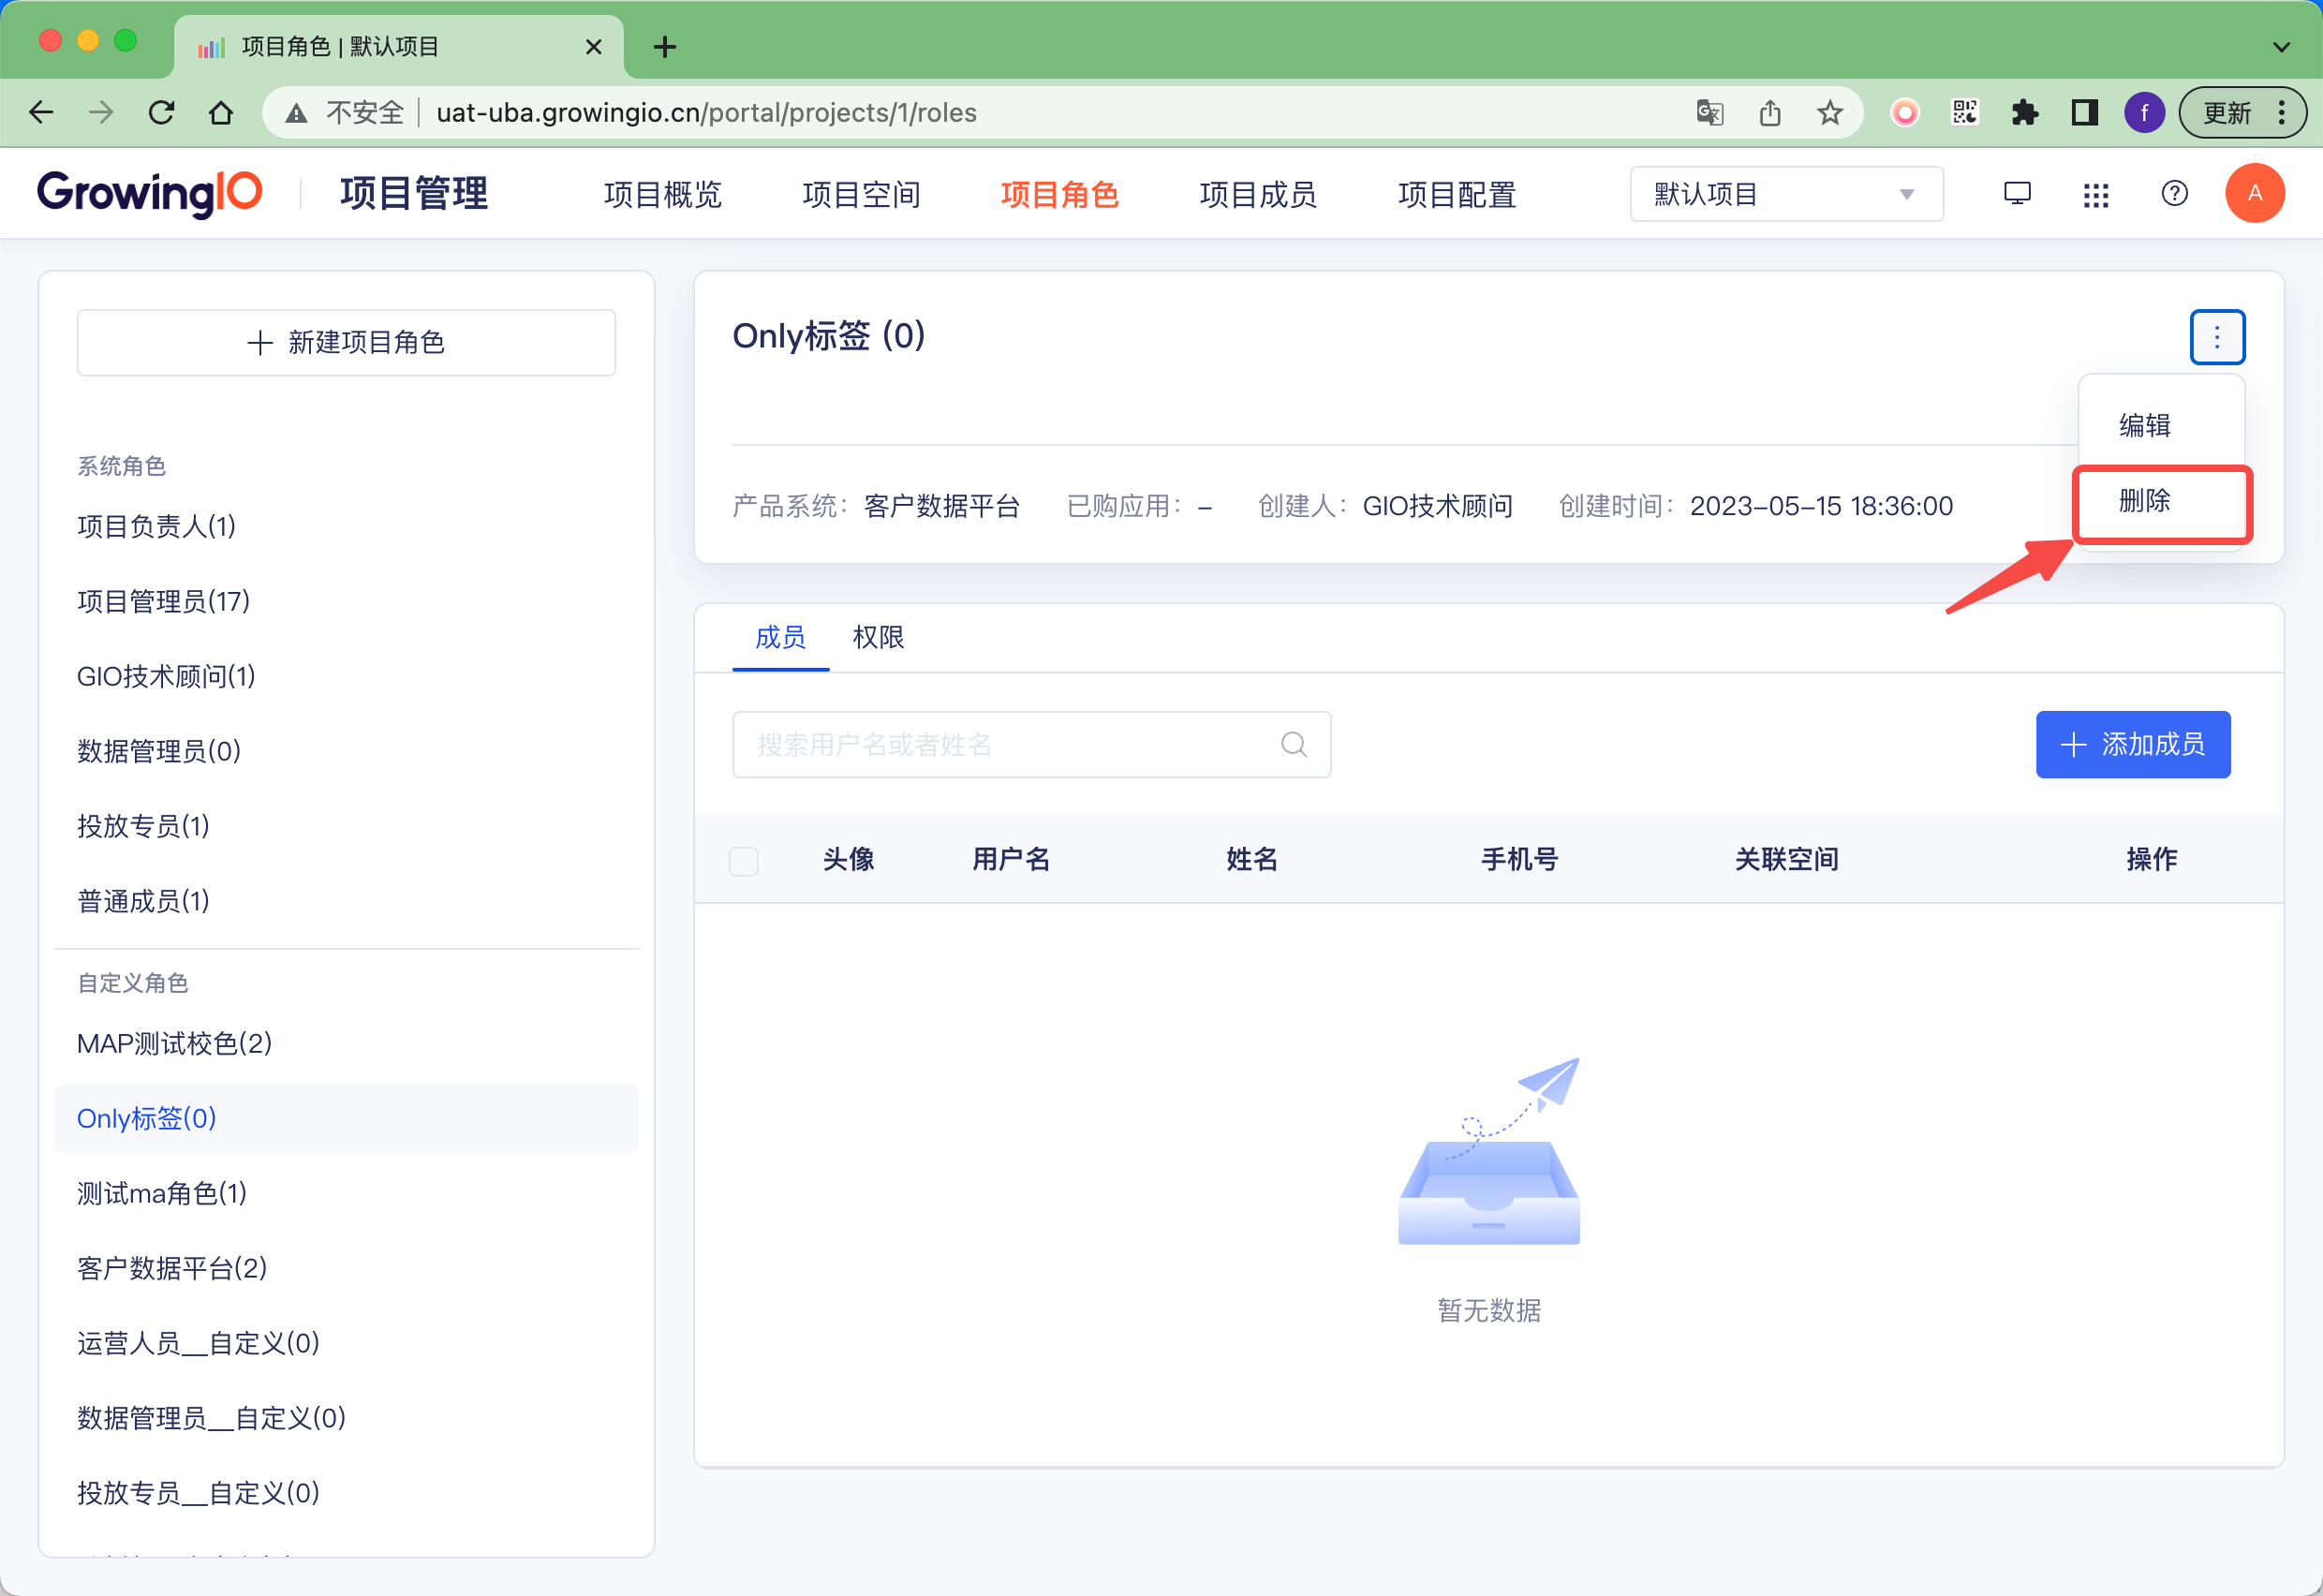 项目角色 | 默认项目
不安全 uat-uba.growingio.cn/portal/projects/1/roles
更新
f
GrowingIO
项目管理
项目概览
项目空间
项目角色
项目成员
项目配置
默认项目
A
新建项目角色
系统角色
项目负责人(1)
项目管理员(17)
GIO技术顾问(1)
数据管理员(0)
投放专员(1)
普通成员(1)
自定义角色
MAP测试校色(2)
Only标签(0)
测试ma角色(1)
客户数据平台(2)
运营人员__自定义(0)
数据管理员__自定义(0)
投放专员__自定义(0)
Only标签 (0)
编辑
删除
产品系统: 客户数据平台 已购应用: – 创建人: GIO技术顾问 创建时间: 2023–05–15 18:36:00
成员 权限
搜索用户名或者姓名
添加成员
头像 用户名 姓名 手机号 关联空间 操作
暂无数据